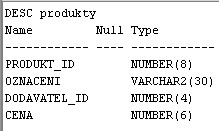 DESC produkty
Name Null Type
------------ ---- ------------
PRODUKT_ID NUMBER(8)
OZNACENI VARCHAR2(30)
DODAVATEL_ID NUMBER(4)
CENA NUMBER(6)